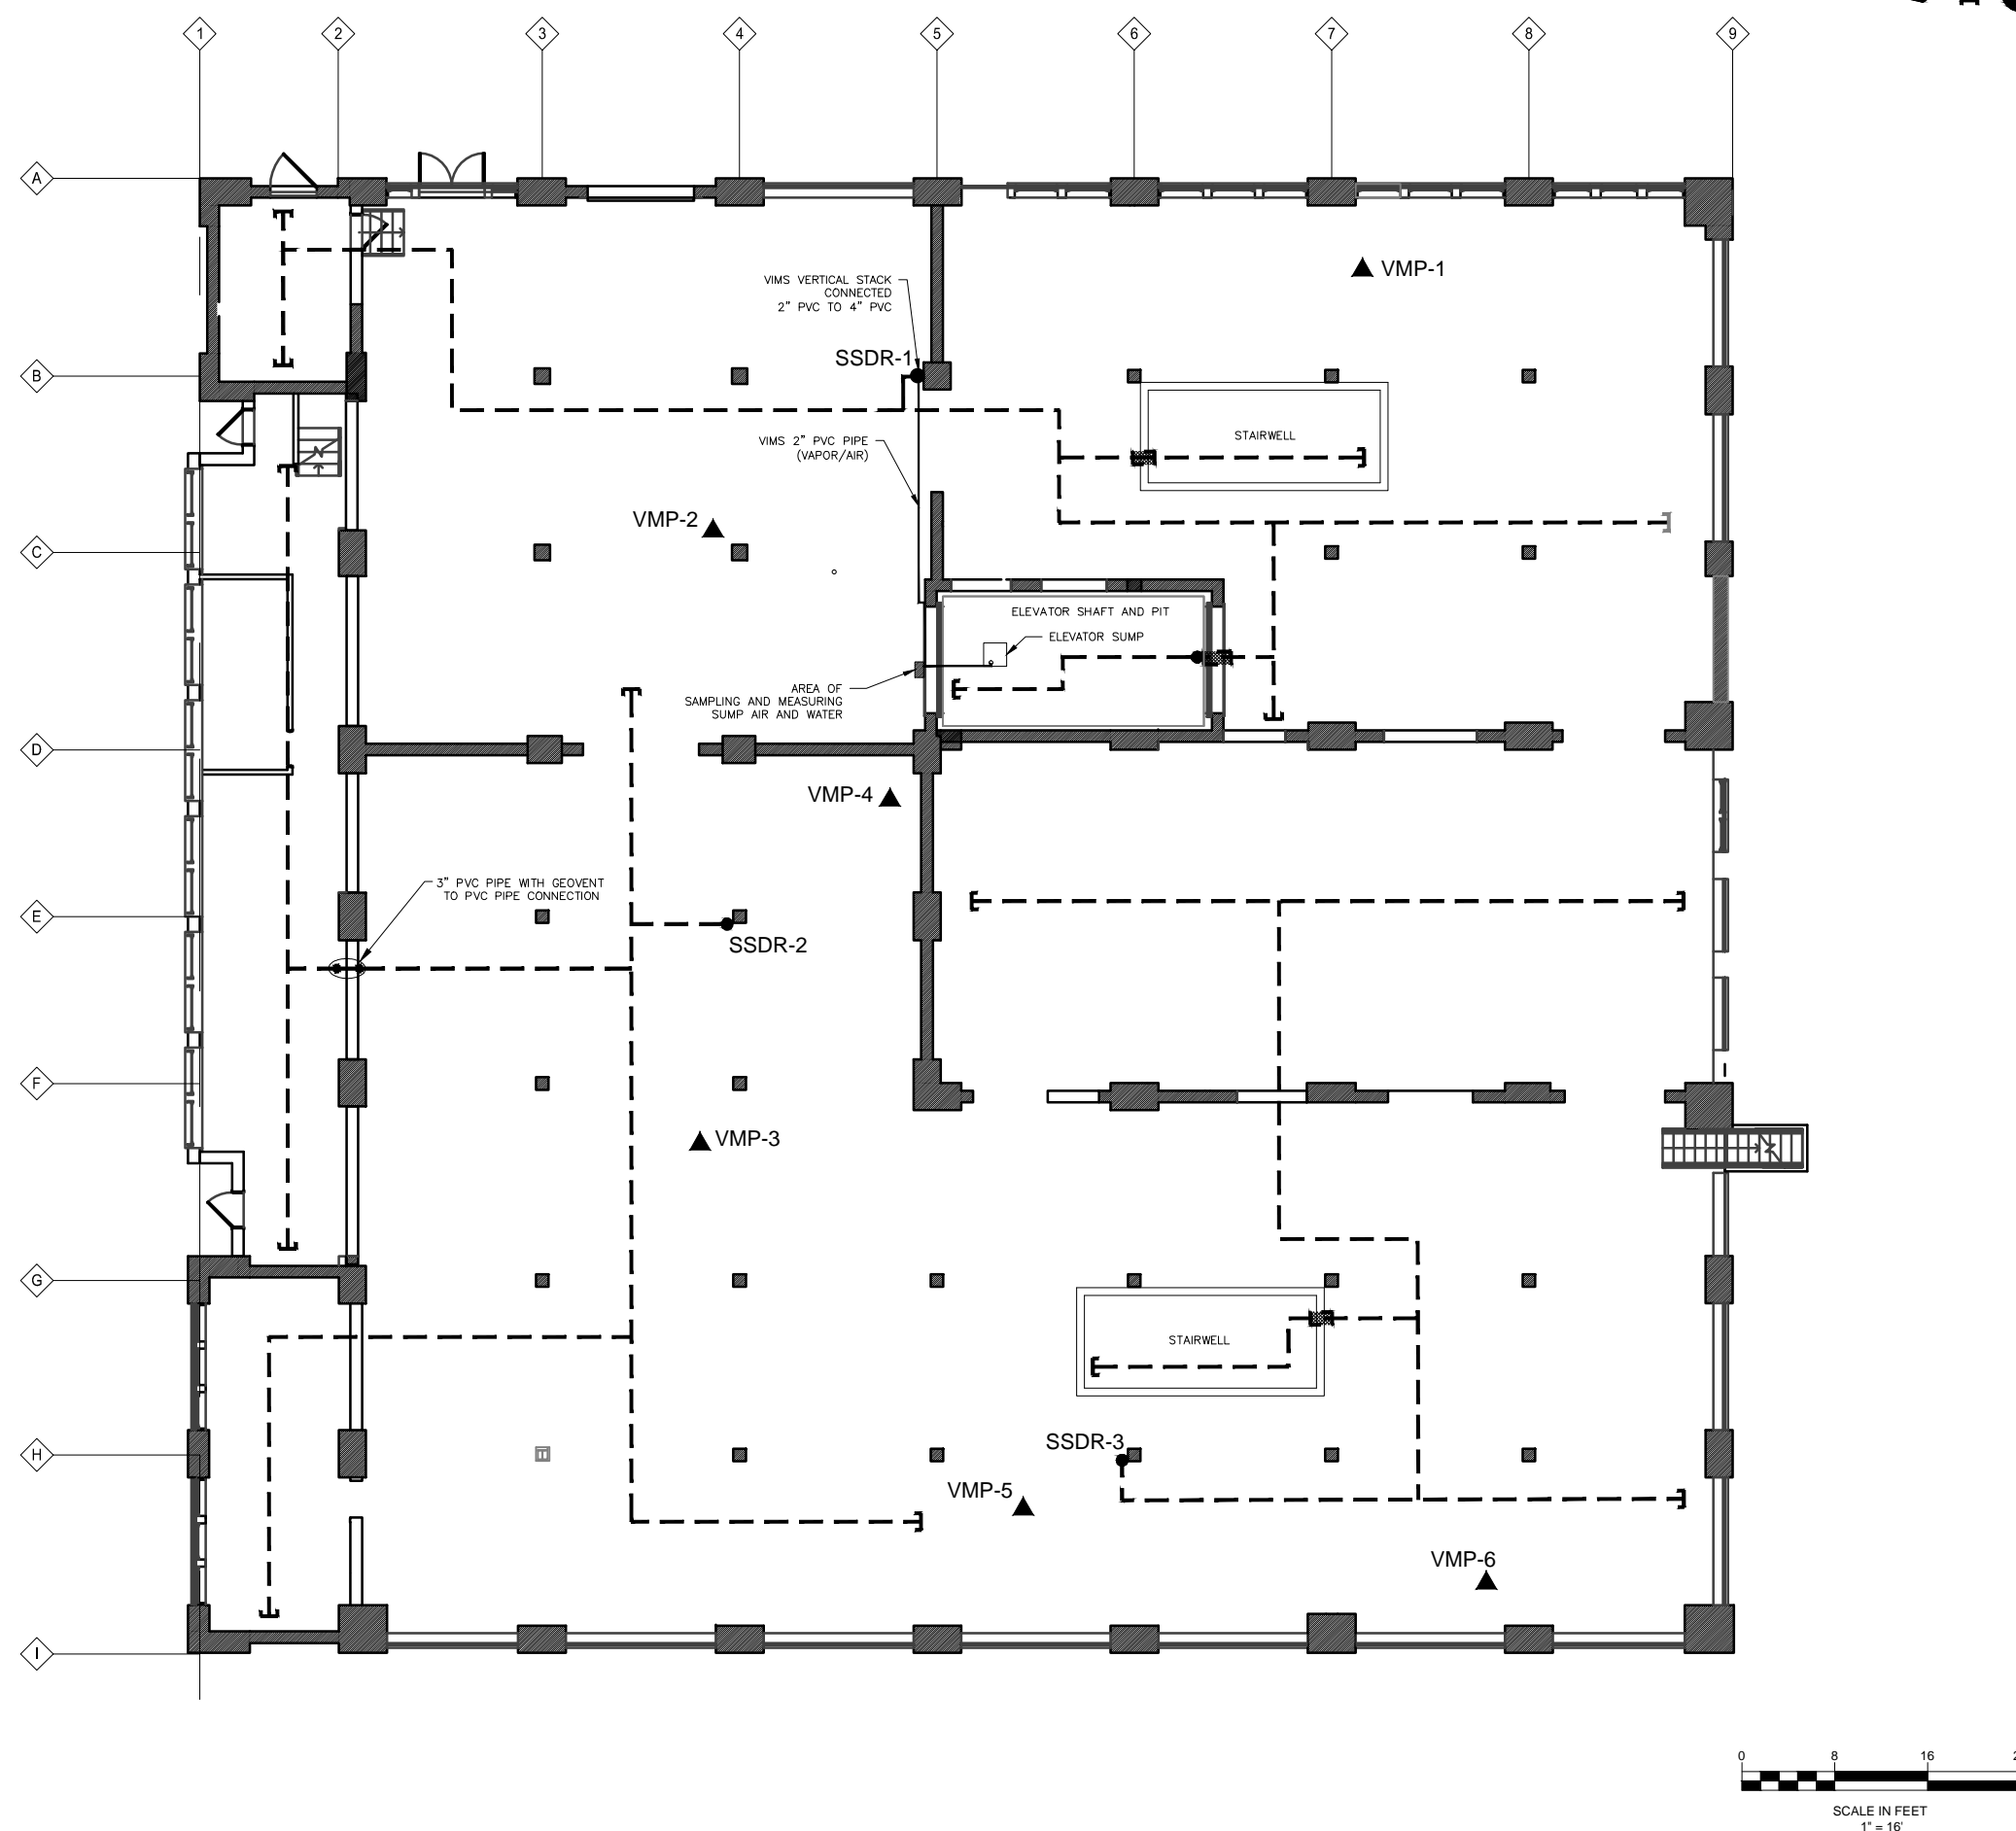 1
2
3
4
5
6
7
8
9
A
VMP-1
VIMS VERTICAL STACK
CONNECTED
2" PVC TO 4" PVC
SSDR-1
B
STAIRWELL
VIMS 2" PVC PIPE
(VAPOR/AIR)
VMP-2
C
ELEVATOR SHAFT AND PIT
ELEVATOR SUMP
AREA OF
SAMPLING AND MEASURING
SUMP AIR AND WATER
D
VMP-4
3" PVC PIPE WITH GEOVENT
TO PVC PIPE CONNECTION
E
SSDR-2
F
VMP-3
G
STAIRWELL
SSDR-3
H
VMP-5
VMP-6
I
0 8 16
SCALE IN FEET
1" = 16'